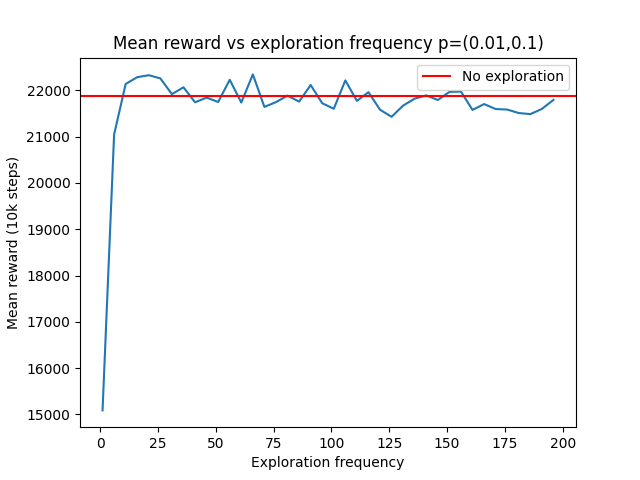 Mean reward vs exploration frequency p=(0.01,0.1)
No exploration
22000
21000
20000
19000
18000
17000
16000
15000
Mean reward (10k steps)
0 25 50 75 100 125 150 175 200
Exploration frequency